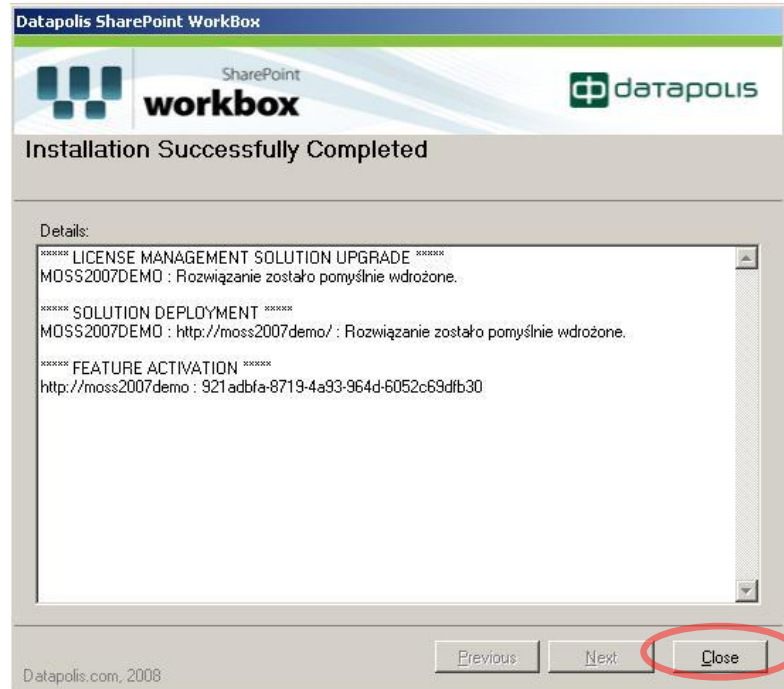 Datapolis SharePoint WorkBox
SharePoint
workbox
datapolis
Installation Successfully Completed
Details:
***** LICENSE MANAGEMENT SOLUTION UPGRADE *****
MOSS2007DEMO : Rozwiązanie zostało pomyślnie wdrożone.
***** SOLUTION DEPLOYMENT *****
MOSS2007DEMO : http://moss2007demo/ : Rozwiązanie zostało pomyślnie wdrożone.
***** FEATURE ACTIVATION *****
http://moss2007demo : 921adbfa-8719-4a93-964d-6052c69dfb30
Previous Next Close
Datapolis.com, 2008